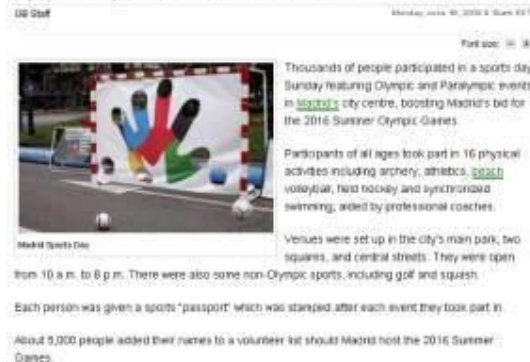 GB Staff
Font size:
Thousands of people participated in a sports day
Sunday featuring Olympic and Paralympic events
in Madrid's city centre, boosting Madrid's bid for
the 2016 Summer Olympic Games.
Participants of all ages took part in 16 physical
activities including archery, athletics, beach
volleyball, field hockey and synchronized
swimming, aided by professional coaches.
Madrid Sports Day
Venues were set up in the city's main park, two
squares, and central streets. They were open
from 10 a.m. to 8 p.m. There were also some non-Olympic sports, including golf and squash.
Each person was given a sports "passport" which was stamped after each event they took part in.
About 5,000 people added their names to a volunteer list should Madrid host the 2016 Summer
Games.